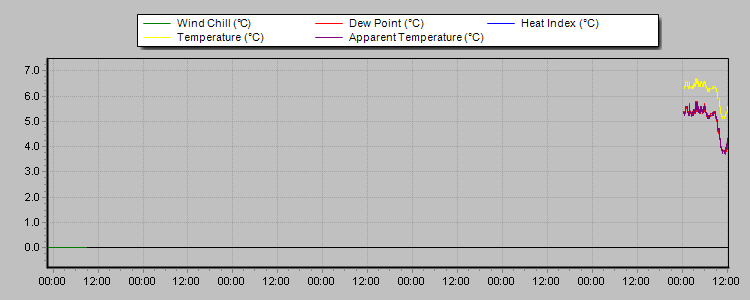 Wind Chill (°C) Dew Point (°C) Heat Index (°C)
Temperature (°C) Apparent Temperature (°C)
7.0
6.0
5.0
4.0
3.0
2.0
1.0
0.0
00:00 12:00 00:00 12:00 00:00 12:00 00:00 12:00 00:00 12:00 00:00 12:00 00:00 12:00 00:00 12:00